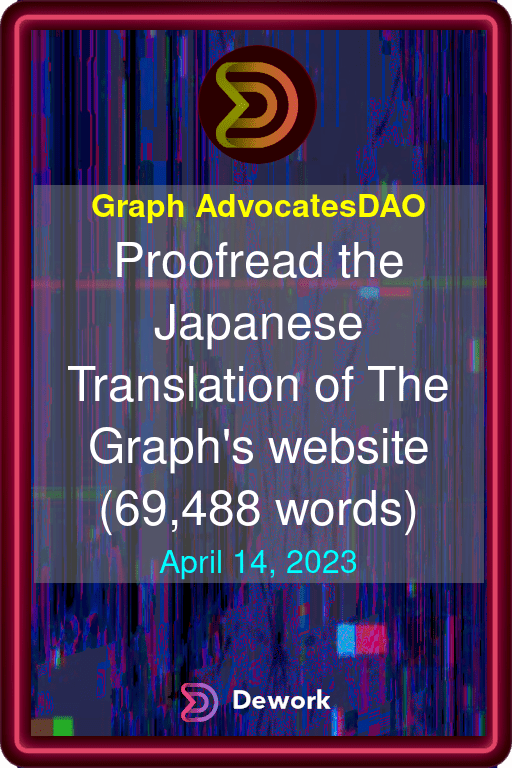 Graph AdvocatesDAO
Proofread the
Japanese
Translation of The
Graph's website
(69,488 words)
April 14, 2023
Dework